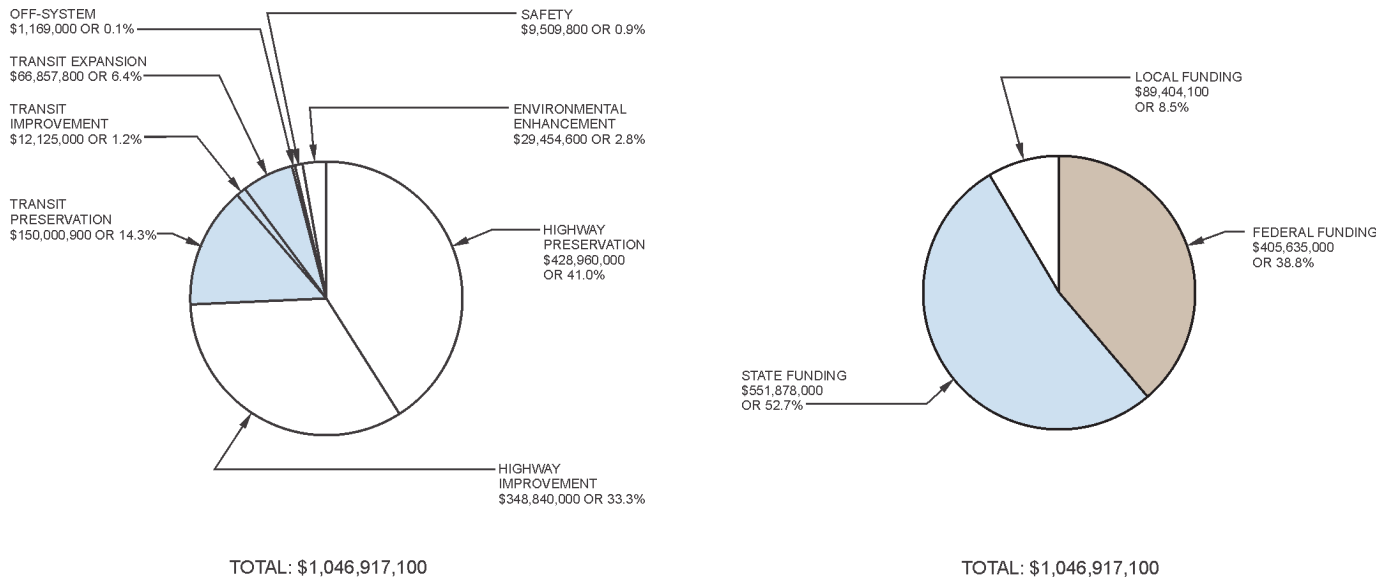 OFF-SYSTEM
$1,169,000 OR 0.1%
TRANSIT EXPANSION
$66,857,800 OR 6.4%
TRANSIT
IMPROVEMENT
$12,125,000 OR 1.2%
TRANSIT
PRESERVATION
$150,000,900 OR 14.3%
SAFETY
$9,509,800 OR 0.9%
ENVIRONMENTAL
ENHANCEMENT
$29,454,600 OR 2.8%
HIGHWAY
PRESERVATION
$428,960,000
OR 41.0%
HIGHWAY
IMPROVEMENT
$348,840,000 OR 33.3%
TOTAL: $1,046,917,100
LOCAL FUNDING
$89,404,100
OR 8.5%
FEDERAL FUNDING
$405,635,000
OR 38.8%
STATE FUNDING
$551,878,000
OR 52.7%
TOTAL: $1,046,917,100